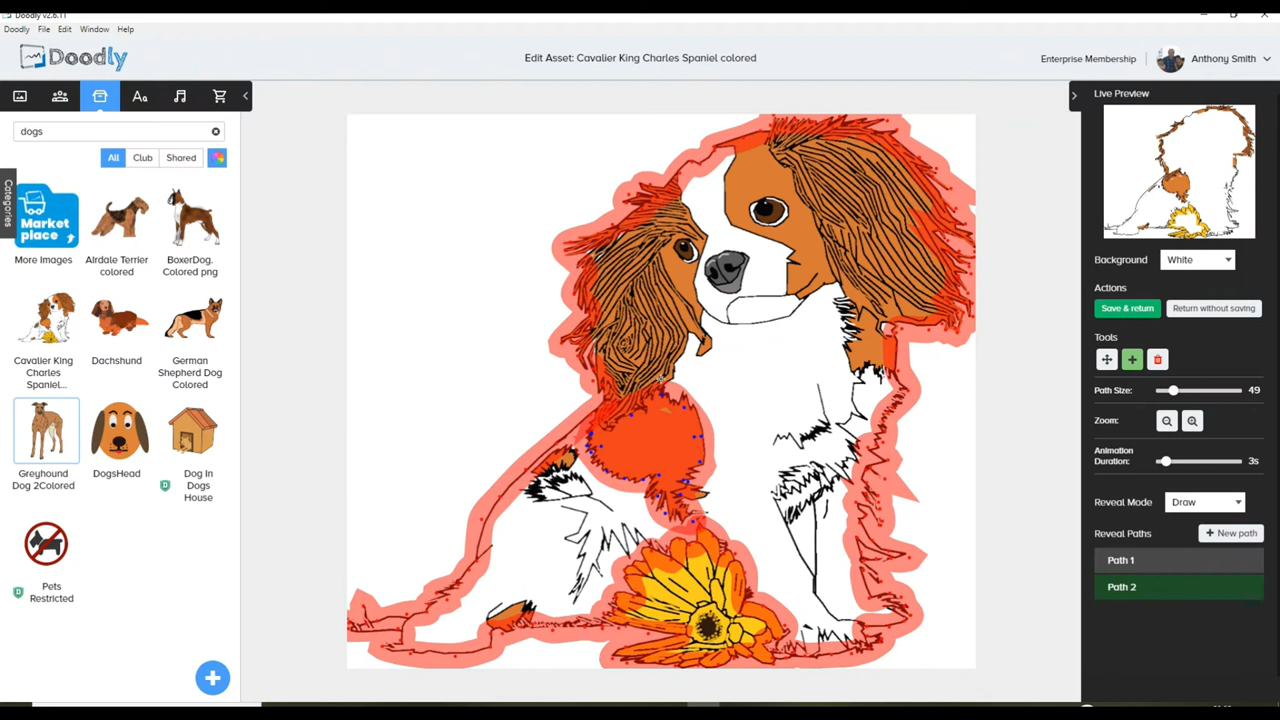 Doodly v2.6.11
Doodly File Edit Window Help
Doodly
Edit Asset: Cavalier King Charles Spaniel colored
Enterprise Membership
Anthony Smith
dogs
All Club Shared
Categories
Market
place
More Images
Airdale Terrier
colored
BoxerDog.
Colored png
Cavalier King
Charles
Spaniel...
Dachshund
German
Shepherd Dog
Colored
Greyhound
Dog 2Colored
DogsHead
Dog In
Dogs
House
Pets
Restricted
Live Preview
Background White
Actions
Save & return Return without saving
Tools
Path Size: 49
Zoom:
Animation
Duration: 3s
Reveal Mode Draw
Reveal Paths + New path
Path 1
Path 2